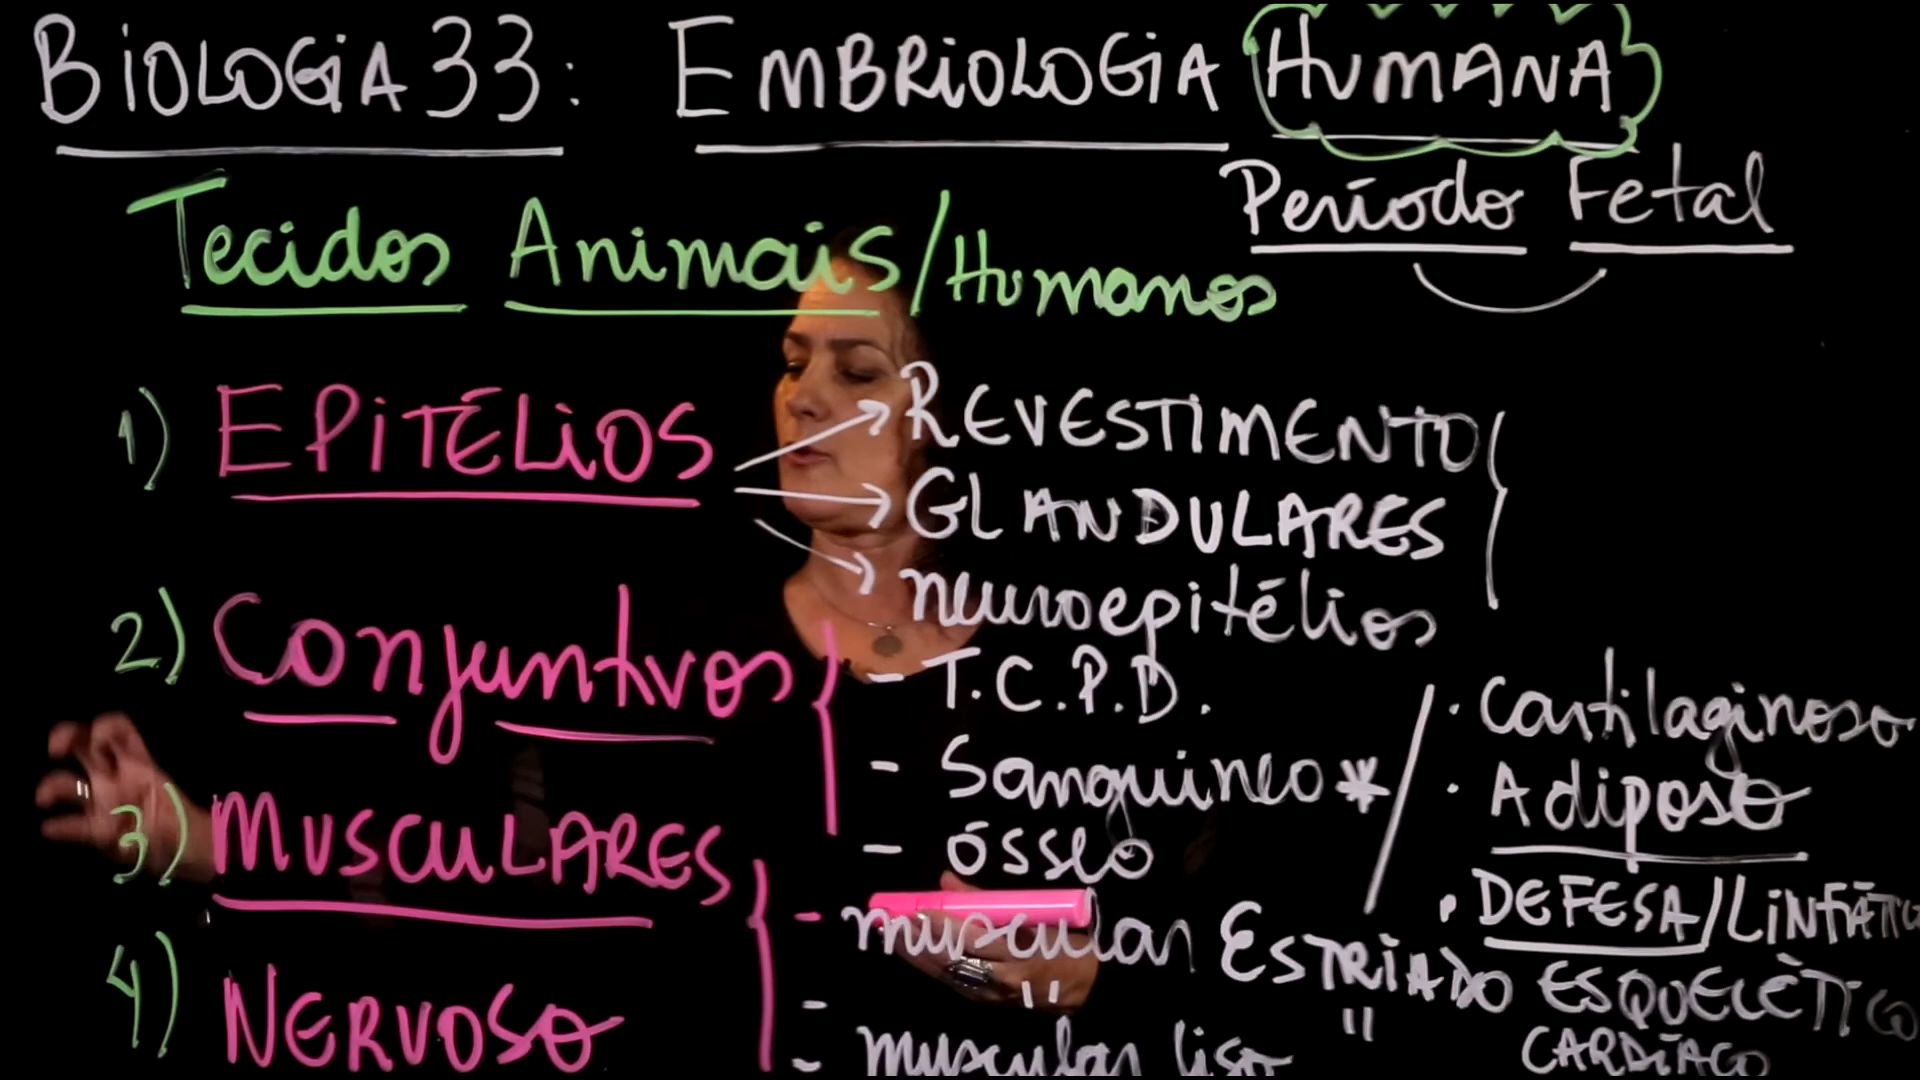 BIOLOGIA 33: EMBRIOLOGIA HUMANA
Período Fetal
Tecidos Animais/Humanos
1) EPITÉLIOS
REVESTIMENTO
GLANDULARES
neuroepitélios
2) Conjuntivos
- T.C.P.D.
- Sanguíneo *
- ósseo
· Cartilaginoso
· Adiposo
· DEFESA/LINFÁTIC
3) MUSCULARES
- muscular ESTRIADO ESQUELÉTICO
- " " CARDÍACO
- muscular liso
4) NERVOSO